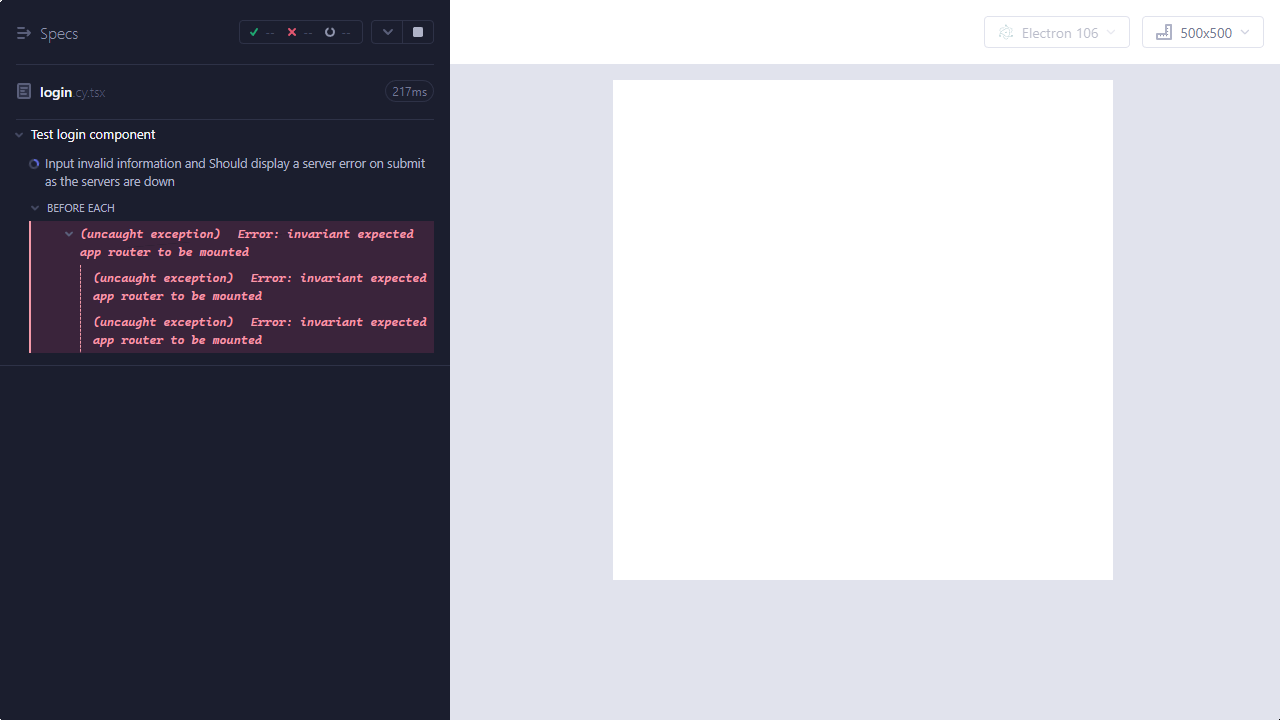 Specs
-- -- --
Electron 106
500x500
login.cy.tsx
217ms
Test login component
Input invalid information and Should display a server error on submit
as the servers are down
BEFORE EACH
(uncaught exception) Error: invariant expected
app router to be mounted
(uncaught exception) Error: invariant expected
app router to be mounted
(uncaught exception) Error: invariant expected
app router to be mounted